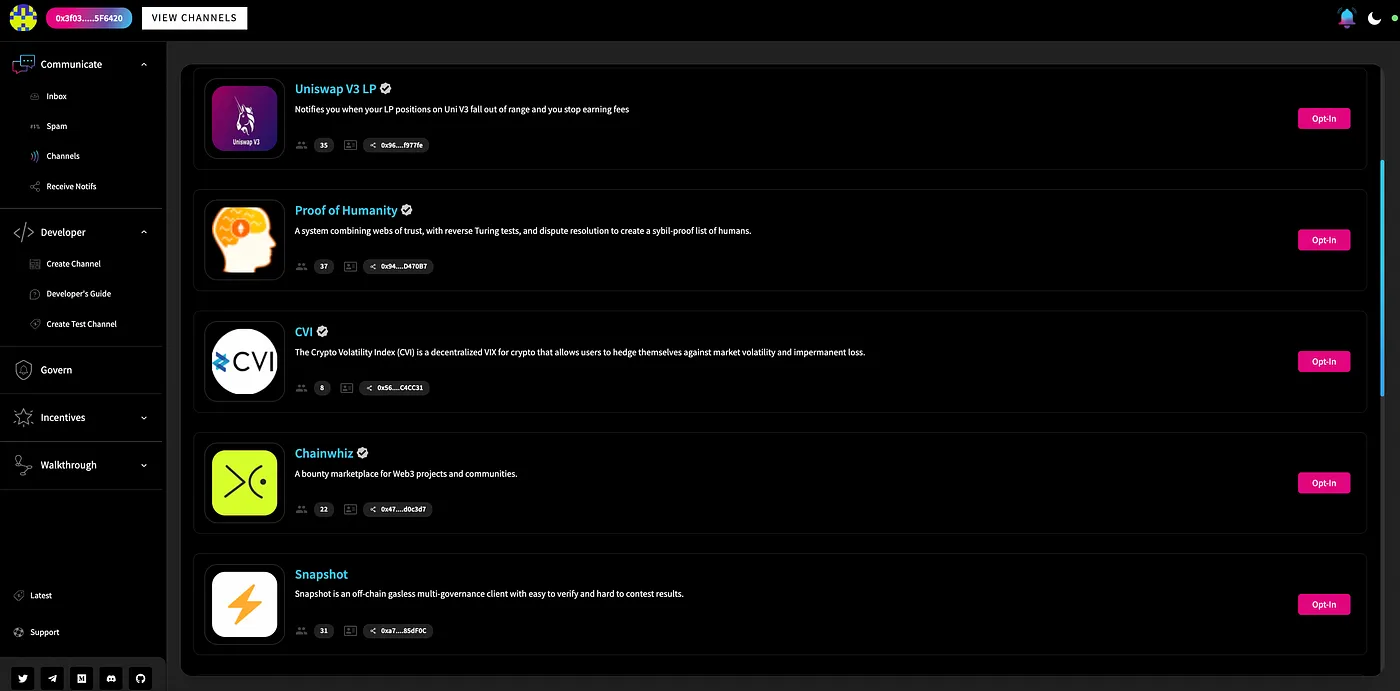 0x3f03.....5F6420
VIEW CHANNELS
Communicate
Inbox
Spam
Channels
Receive Notifs
Developer
Create Channel
Developer's Guide
Create Test Channel
Govern
Incentives
Walkthrough
Latest
Support
Uniswap V3
Uniswap V3 LP
Notifies you when your LP positions on Uni V3 fall out of range and you stop earning fees
35
0x96....f977fe
Opt-In
Proof of Humanity
A system combining webs of trust, with reverse Turing tests, and dispute resolution to create a sybil-proof list of humans.
37
0x94....D470B7
Opt-In
CVI
CVI
The Crypto Volatility Index (CVI) is a decentralized VIX for crypto that allows users to hedge themselves against market volatility and impermanent loss.
8
0x56....C4CC31
Opt-In
Chainwhiz
A bounty marketplace for Web3 projects and communities.
22
0x47....d0c3d7
Opt-In
Snapshot
Snapshot is an off-chain gasless multi-governance client with easy to verify and hard to contest results.
31
0xa7....85dF0C
Opt-In